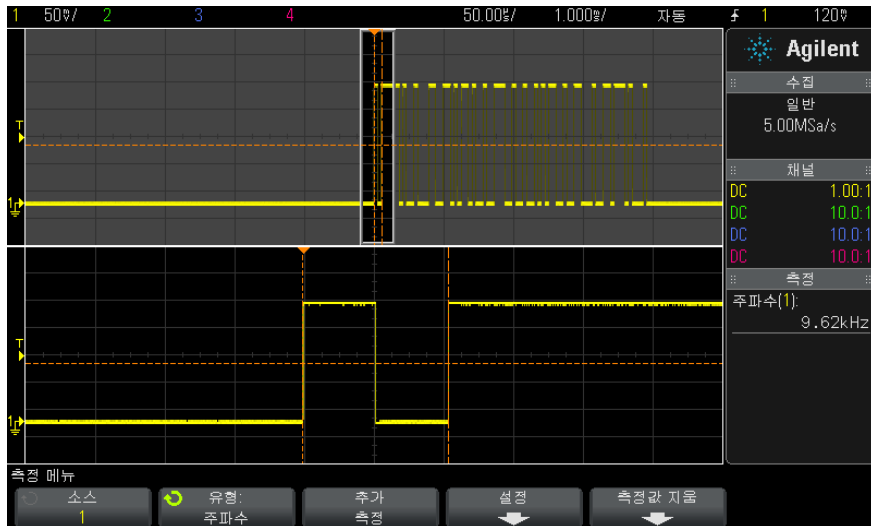 1 50㎷/ 2 3 4 50.00㎲/ 1.000㎳/ 자동 1 120㎷
Agilent
수집
일반
5.00MSa/s
채널
DC 1.00:1
DC 10.0:1
DC 10.0:1
DC 10.0:1
측정
주파수(1):
9.62kHz
T
1
T
1
측정 메뉴
소스
1
유형:
주파수
추가
측정
설정
측정값 지움